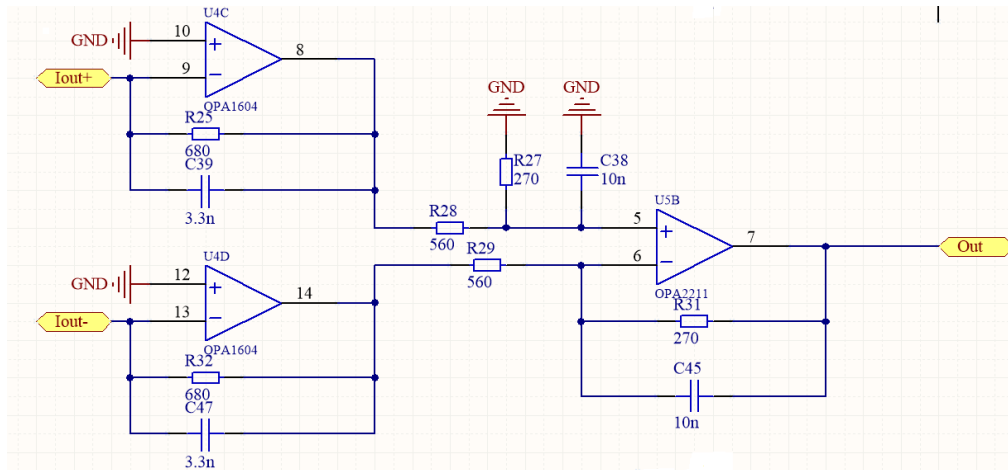 U4C
GND
10
8
9
Iout+
OPA1604
R25
680
C39
3.3n
GND
GND
R27
270
C38
10n
R28
560
R29
560
U5B
5
7
6
Out
OPA2211
R31
270
C45
10n
U4D
GND
12
14
13
Iout-
OPA1604
R32
680
C47
3.3n